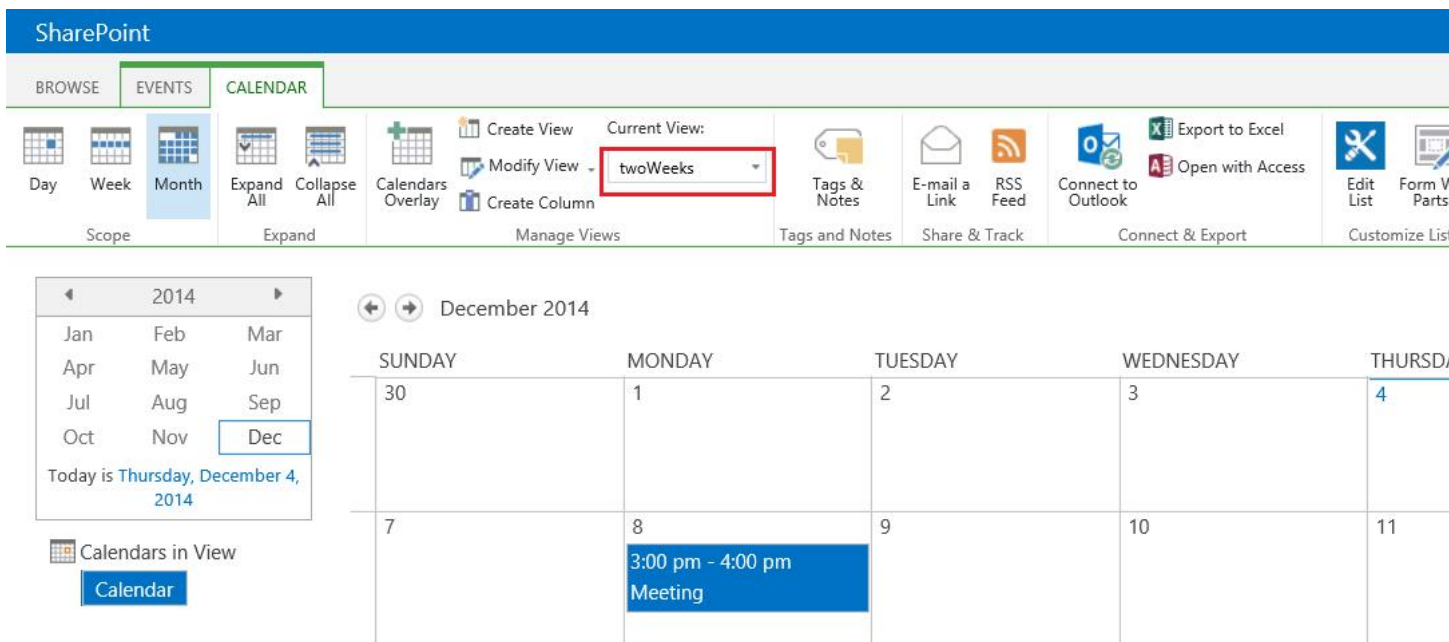 SharePoint
BROWSE EVENTS CALENDAR
Day Week Month
Scope
Expand All Collapse All
Expand
Calendars Overlay
Create View
Modify View
Create Column
Current View:
twoWeeks
Manage Views
Tags & Notes
Tags and Notes
E-mail a Link RSS Feed
Share & Track
Connect to Outlook
Export to Excel
Open with Access
Connect & Export
Edit List
Form W
Parts
Customize List
2014
Jan Feb Mar
Apr May Jun
Jul Aug Sep
Oct Nov Dec
Today is Thursday, December 4,
2014
Calendars in View
Calendar
December 2014
SUNDAY MONDAY TUESDAY WEDNESDAY THURSDA
30 1 2 3 4
7 8 9 10 11
3:00 pm - 4:00 pm
Meeting